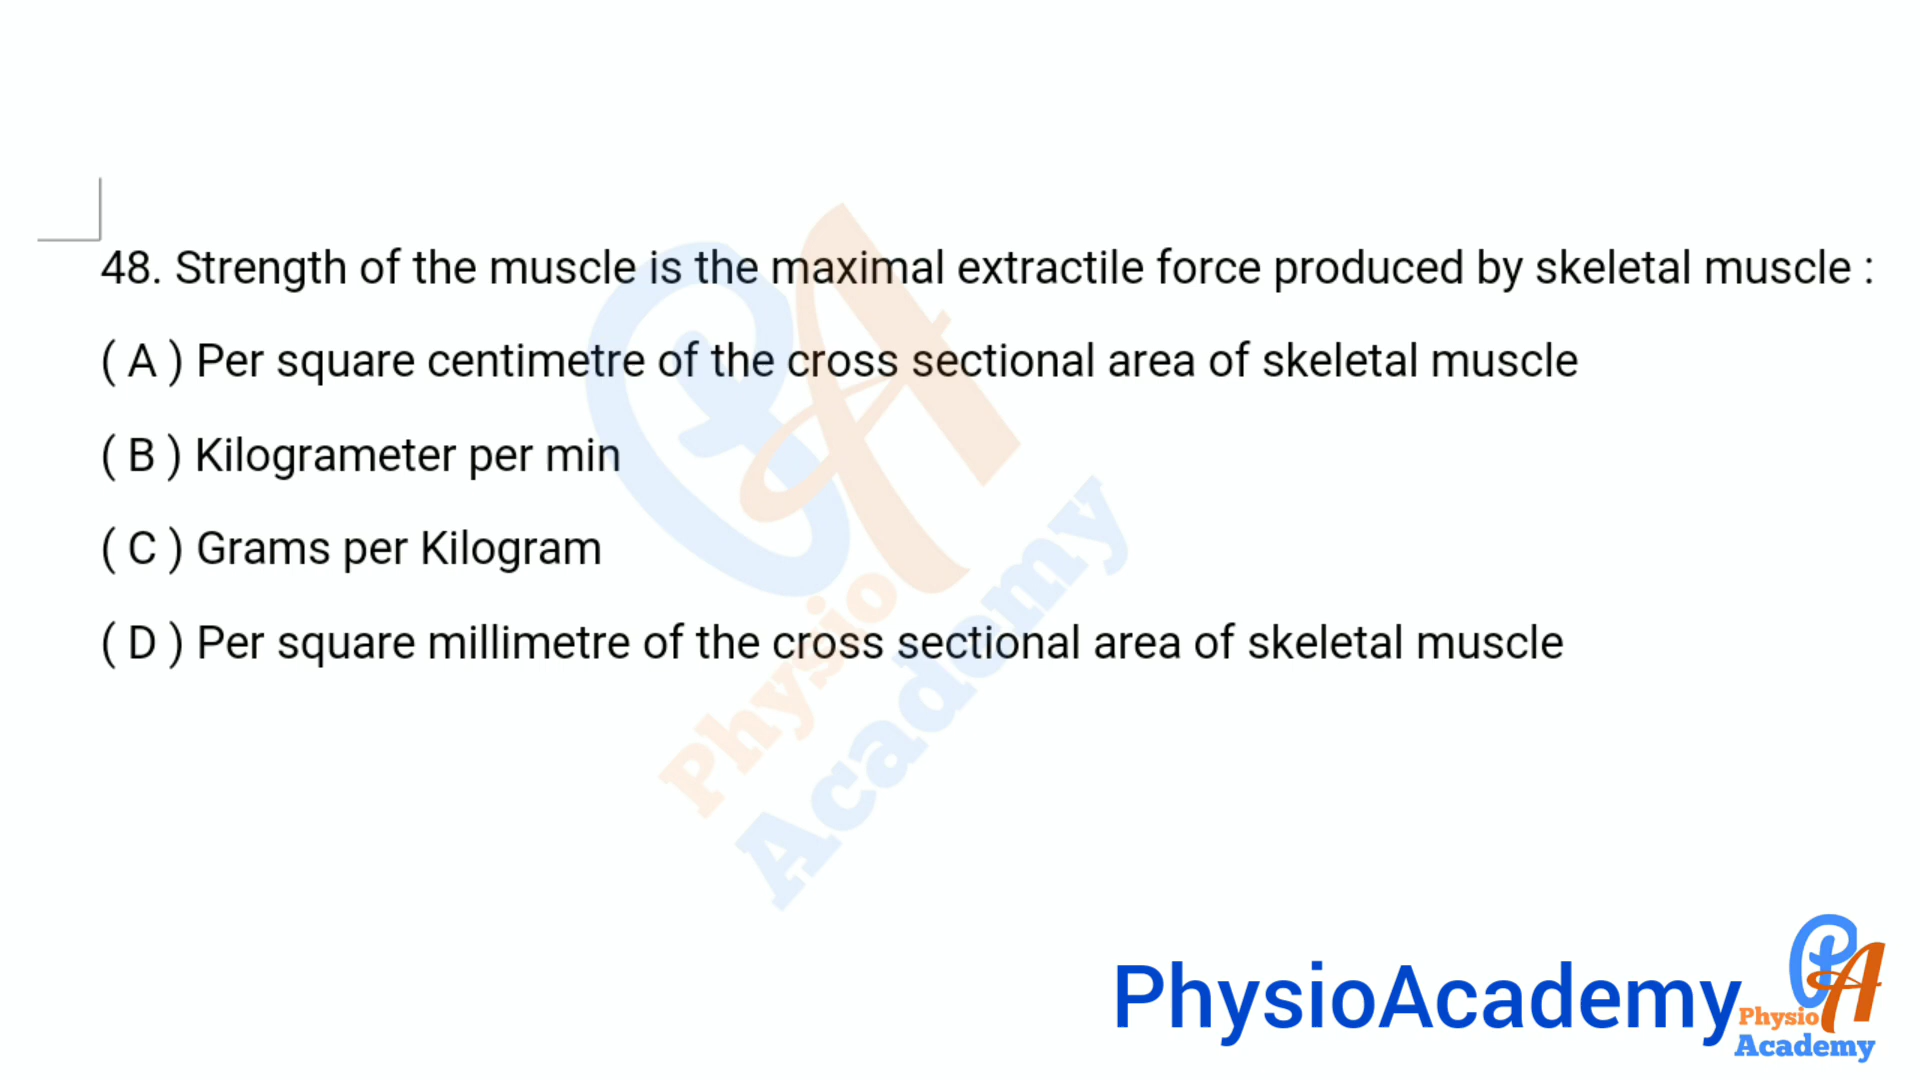 48. Strength of the muscle is the maximal extractile force produced by skeletal muscle :
( A ) Per square centimetre of the cross sectional area of skeletal muscle
( B ) Kilogrameter per min
( C ) Grams per Kilogram
( D ) Per square millimetre of the cross sectional area of skeletal muscle
Physio
Academy
PhysioAcademy
Physio
Academy